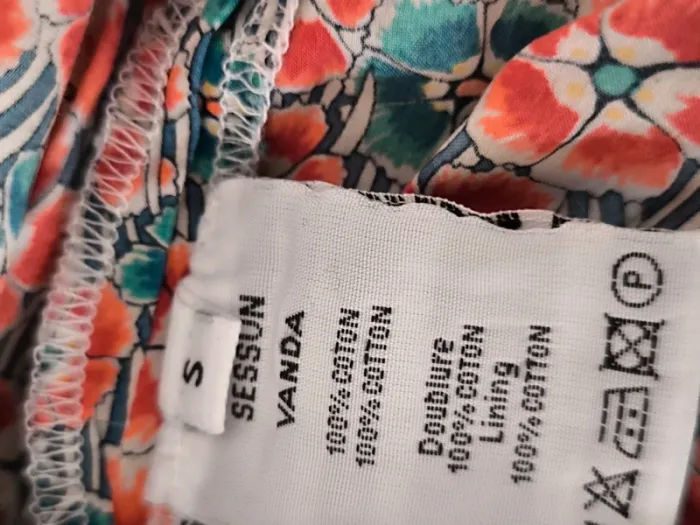 S
SESSUN
VANDA
100% COTON
100% COTTON
Doublure
100% COTON
Lining
100% COTTON
P